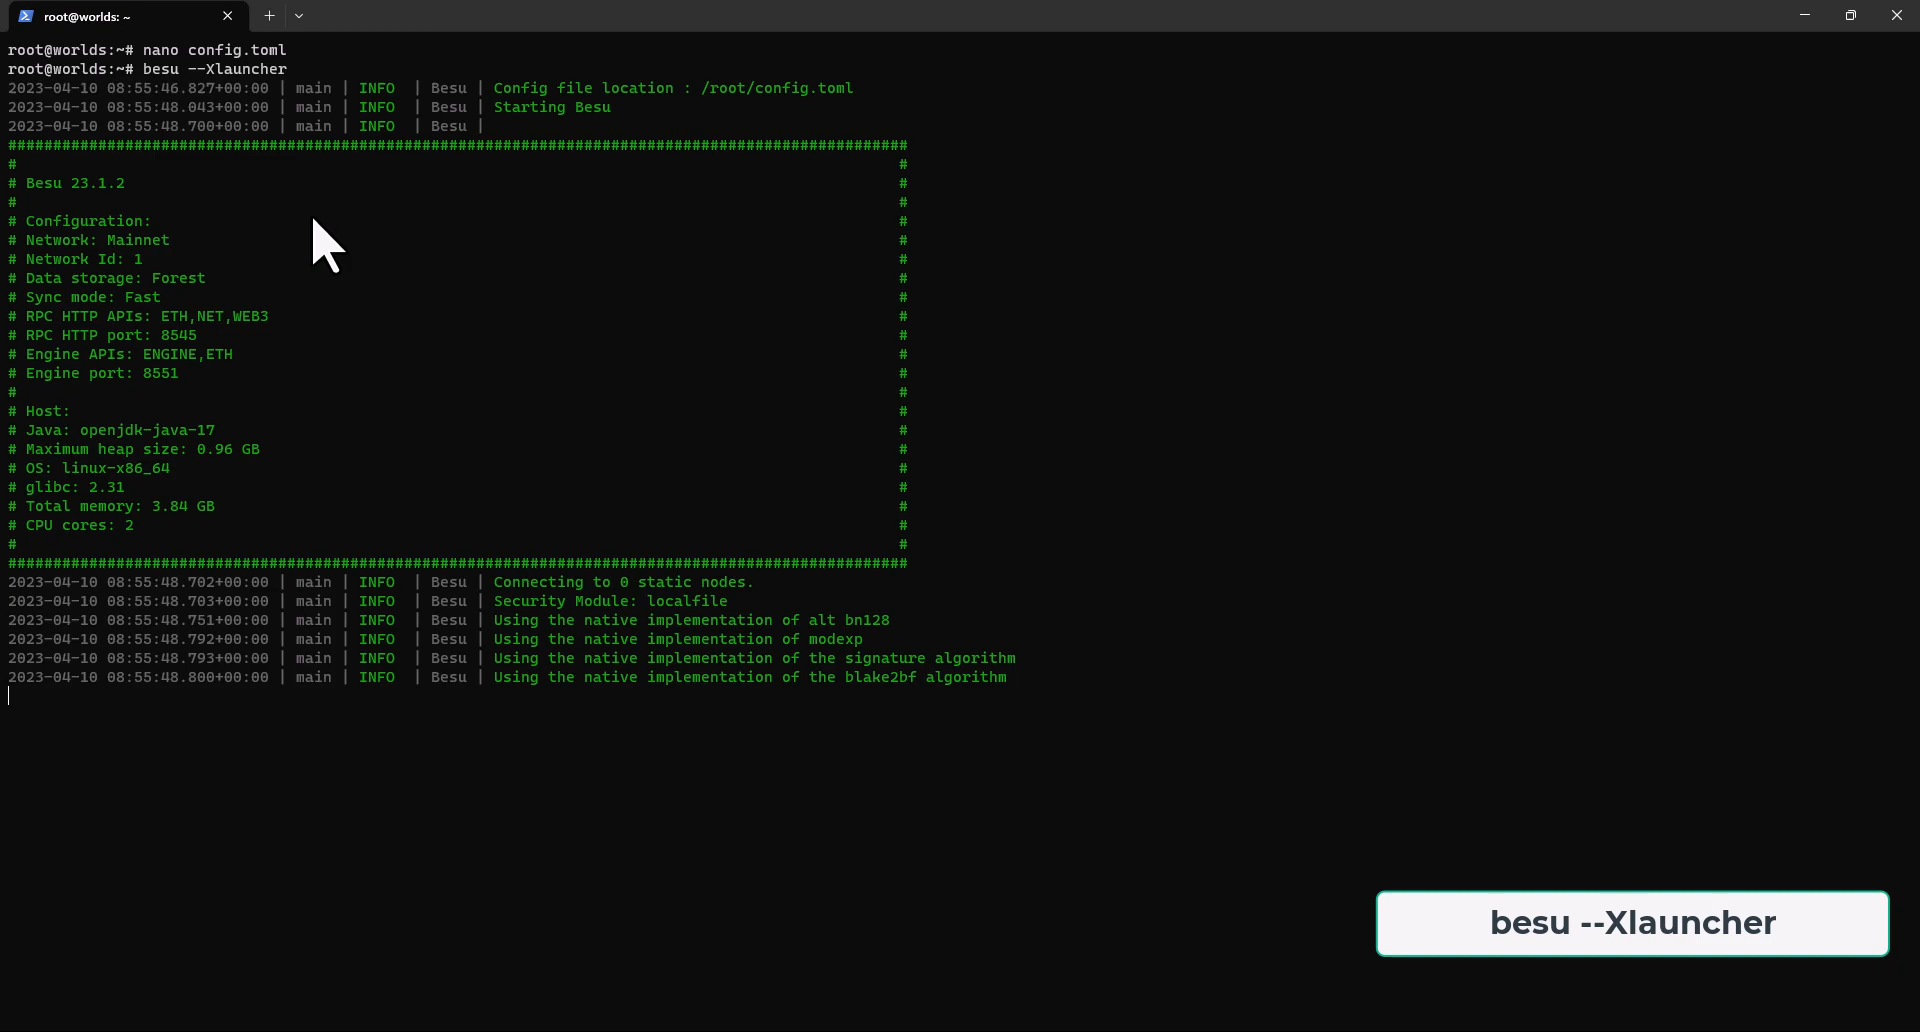 root@worlds: ~
root@worlds:~# nano config.toml
root@worlds:~# besu --Xlauncher
2023-04-10 08:55:46.827+00:00 | main | INFO  | Besu | Config file location : /root/config.toml
2023-04-10 08:55:48.043+00:00 | main | INFO  | Besu | Starting Besu
2023-04-10 08:55:48.700+00:00 | main | INFO  | Besu |
####################################################################################################
#                                                                                                  #
# Besu 23.1.2                                                                                      #
#                                                                                                  #
# Configuration:                                                                                   #
# Network: Mainnet                                                                                 #
# Network Id: 1                                                                                    #
# Data storage: Forest                                                                             #
# Sync mode: Fast                                                                                  #
# RPC HTTP APIs: ETH,NET,WEB3                                                                      #
# RPC HTTP port: 8545                                                                              #
# Engine APIs: ENGINE,ETH                                                                          #
# Engine port: 8551                                                                                #
#                                                                                                  #
# Host:                                                                                            #
# Java: openjdk-java-17                                                                            #
# Maximum heap size: 0.96 GB                                                                       #
# OS: linux-x86_64                                                                                 #
# glibc: 2.31                                                                                      #
# Total memory: 3.84 GB                                                                            #
# CPU cores: 2                                                                                     #
#                                                                                                  #
####################################################################################################
2023-04-10 08:55:48.702+00:00 | main | INFO  | Besu | Connecting to 0 static nodes.
2023-04-10 08:55:48.703+00:00 | main | INFO  | Besu | Security Module: localfile
2023-04-10 08:55:48.751+00:00 | main | INFO  | Besu | Using the native implementation of alt bn128
2023-04-10 08:55:48.792+00:00 | main | INFO  | Besu | Using the native implementation of modexp
2023-04-10 08:55:48.793+00:00 | main | INFO  | Besu | Using the native implementation of the signature algorithm
2023-04-10 08:55:48.800+00:00 | main | INFO  | Besu | Using the native implementation of the blake2bf algorithm
besu --Xlauncher